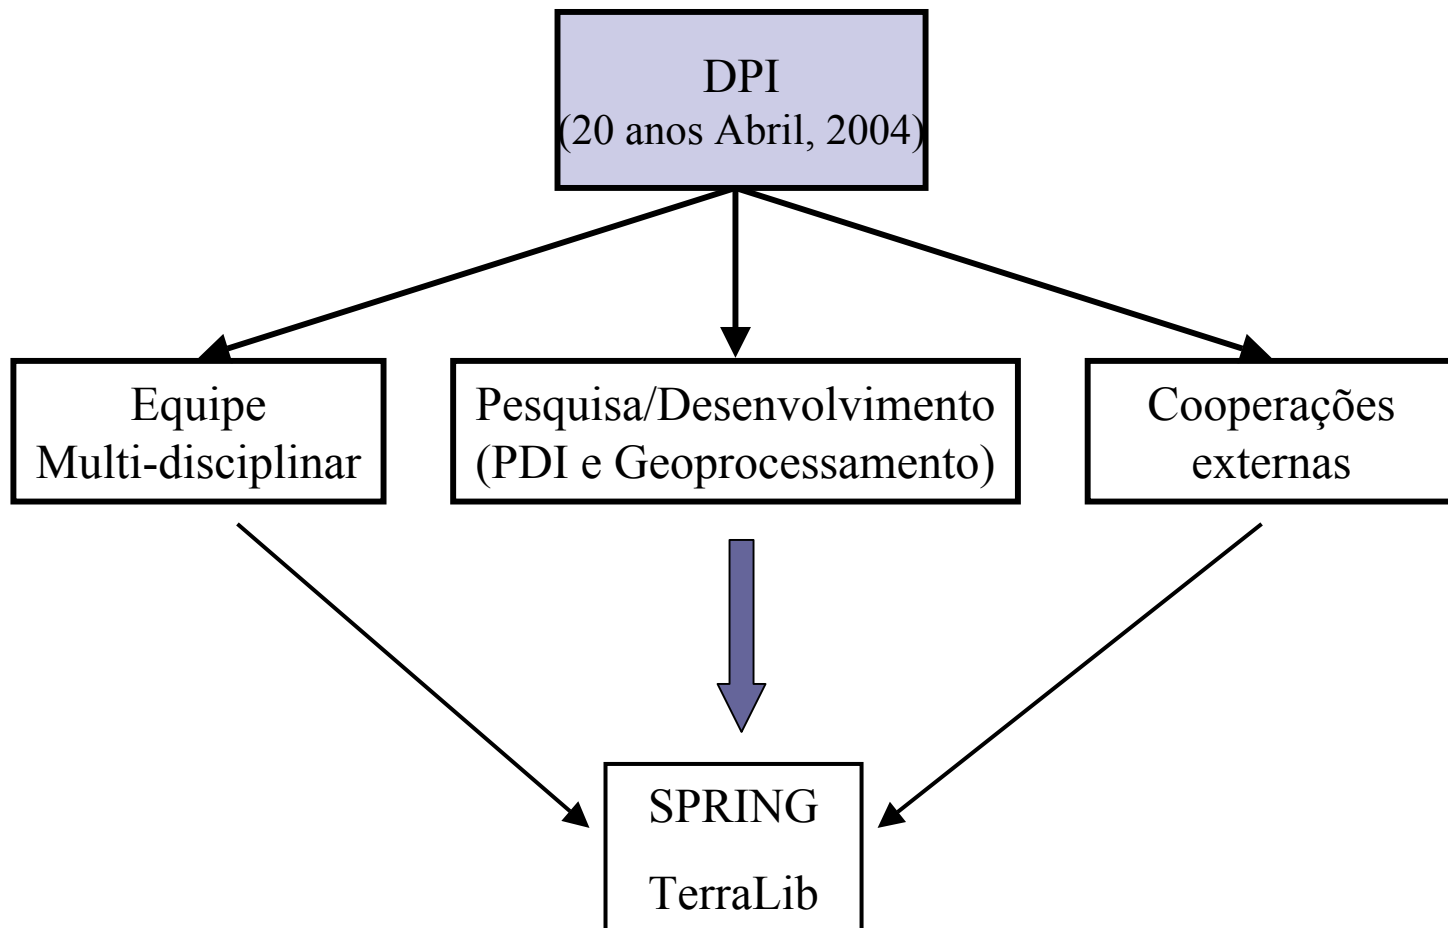 DPI
(20 anos Abril, 2004)
Equipe
Multi-disciplinar
Pesquisa/Desenvolvimento
(PDI e Geoprocessamento)
Cooperações
externas
SPRING
TerraLib